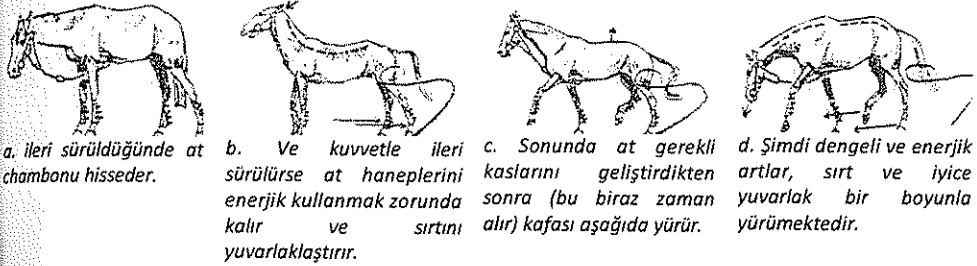 a. ileri sürüldüğünde at
chambonu hisseder.
b. Ve kuvvetle ileri
sürülürse at haneplerini
enerjik kullanmak zorunda
kalır ve sırtını
yuvarlaklaştırır.
c. Sonunda at gerekli
kaslarını geliştirdikten
sonra (bu biraz zaman
alır) kafası aşağıda yürür.
d. Şimdi dengeli ve enerjik
artlar, sırt ve iyice
yuvarlak bir boyunla
yürümektedir.